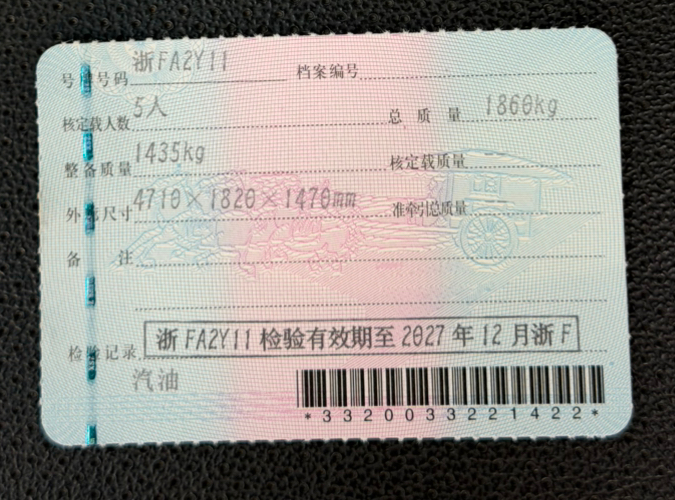 号牌号码 浙FA2Y11 档案编号
核定载人数 5人 总质量 1860kg
整备质量 1435kg 核定载质量
外廓尺寸 4710×1820×1470mm 准牵引总质量
备注
检验记录 浙FA2Y11检验有效期至2027年12月浙F
汽油
*3320033221422*